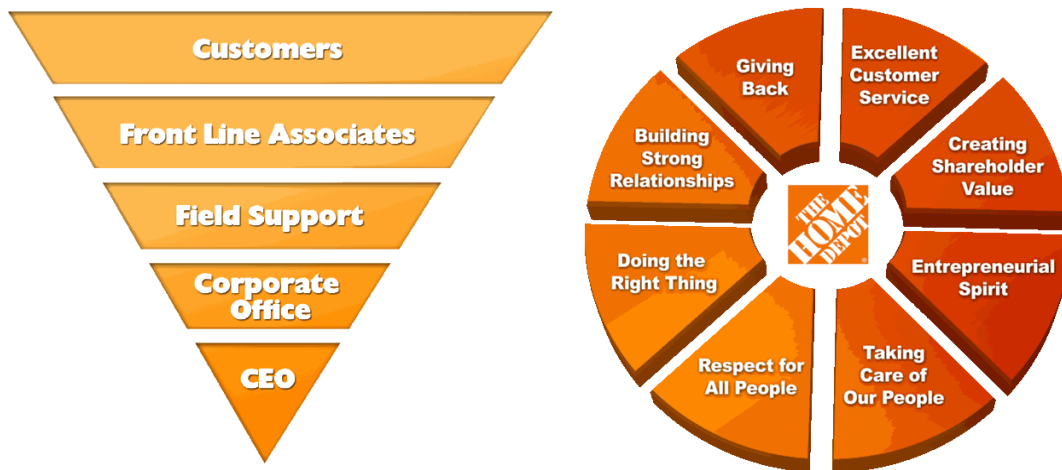 Customers
Front Line Associates
Field Support
Corporate
Office
CEO
Giving
Back
Excellent
Customer
Service
Creating
Shareholder
Value
Entrepreneurial
Spirit
Taking
Care of
Our People
Respect for
All People
Doing the
Right Thing
Building
Strong
Relationships
THE
HOME
DEPOT